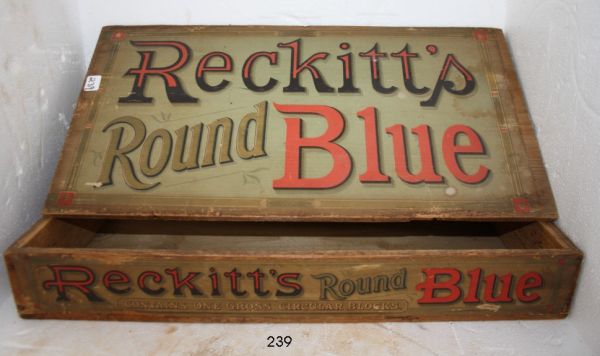 Reckitt's
Round Blue
Reckitt's Round Blue
CONTAINS ONE GROSS CIRCULAR BLOCKS
239